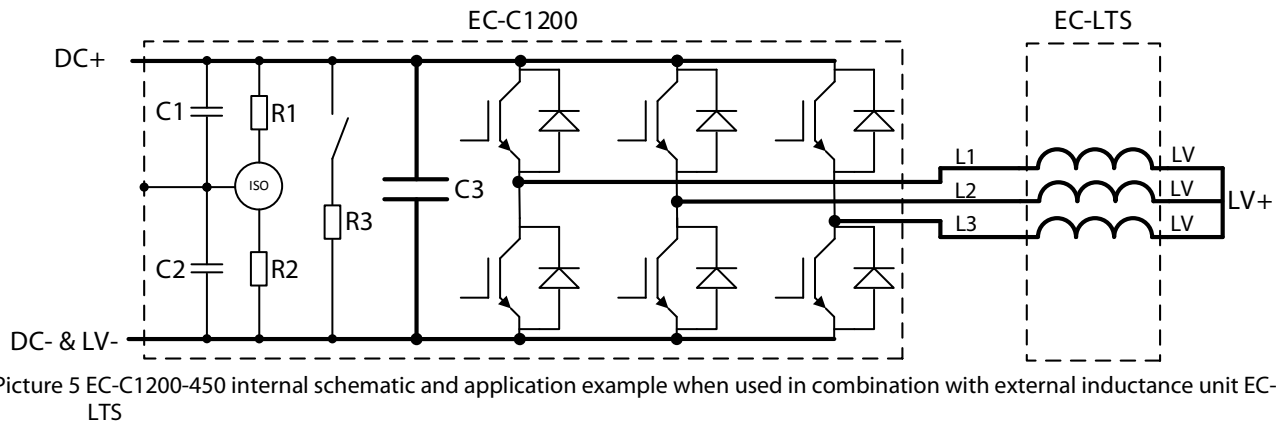 EC-C1200
EC-LTS
DC+
C1
R1
ISO
C3
L1
LV
L2
LV
LV+
R3
L3
LV
C2
R2
DC- & LV-
Picture 5 EC-C1200-450 internal schematic and application example when used in combination with external inductance unit EC-
LTS